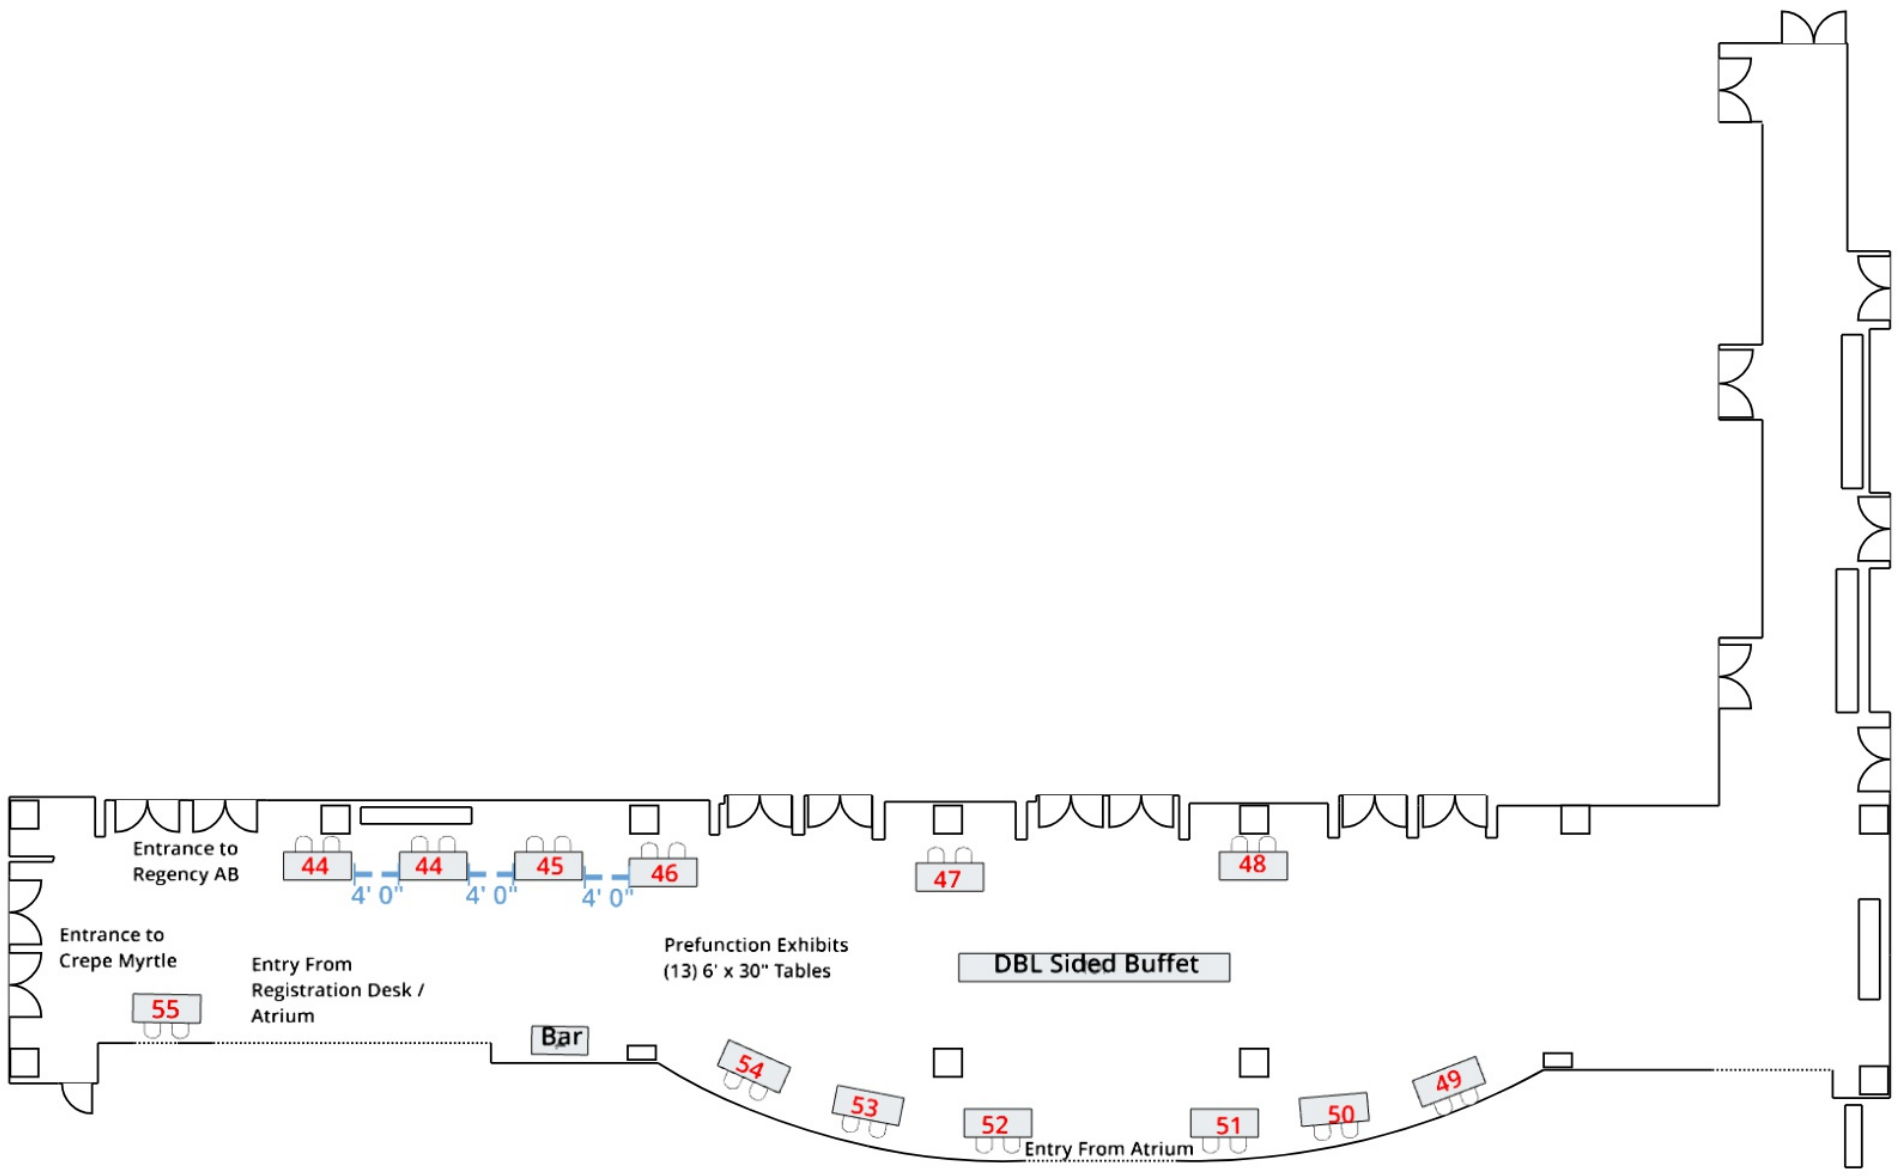 Entrance to
Regency AB
44
44
45
46
47
48
4' 0"
4' 0"
4' 0"
Entrance to
Crepe Myrtle
Entry From
Registration Desk /
Atrium
Prefunction Exhibits
(13) 6' x 30" Tables
DBL Sided Buffet
55
Bar
54
53
52
51
50
49
Entry From Atrium